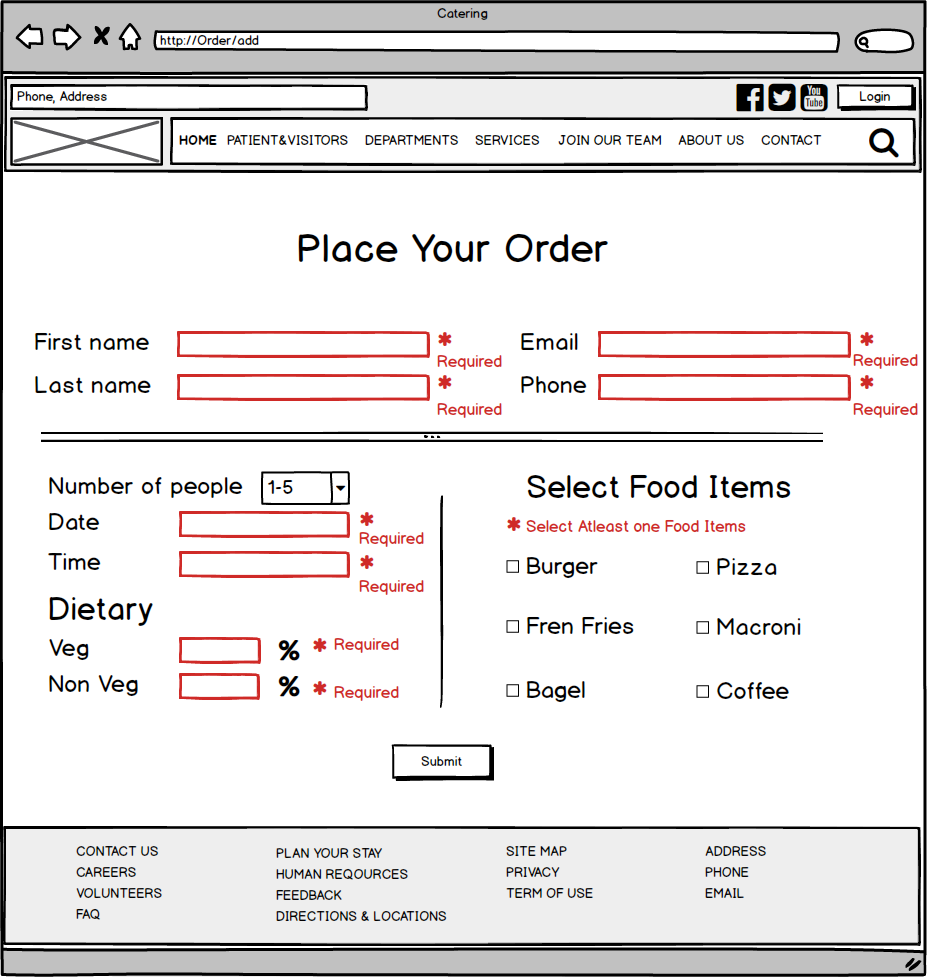 Catering
http://Order/add
Phone, Address
You
Tube
Login
HOME PATIENT&VISITORS DEPARTMENTS SERVICES JOIN OUR TEAM ABOUT US CONTACT
Place Your Order
First name * Email *
Required Required
Last name * Phone *
Required Required
Number of people 1-5
Date *
Required
Time *
Required
Dietary
Veg % * Required
Non Veg % * Required
Select Food Items
* Select Atleast one Food Items
Burger Pizza
Fren Fries Macroni
Bagel Coffee
Submit
CONTACT US
CAREERS
VOLUNTEERS
FAQ
PLAN YOUR STAY
HUMAN REQOURCES
FEEDBACK
DIRECTIONS & LOCATIONS
SITE MAP
PRIVACY
TERM OF USE
ADDRESS
PHONE
EMAIL